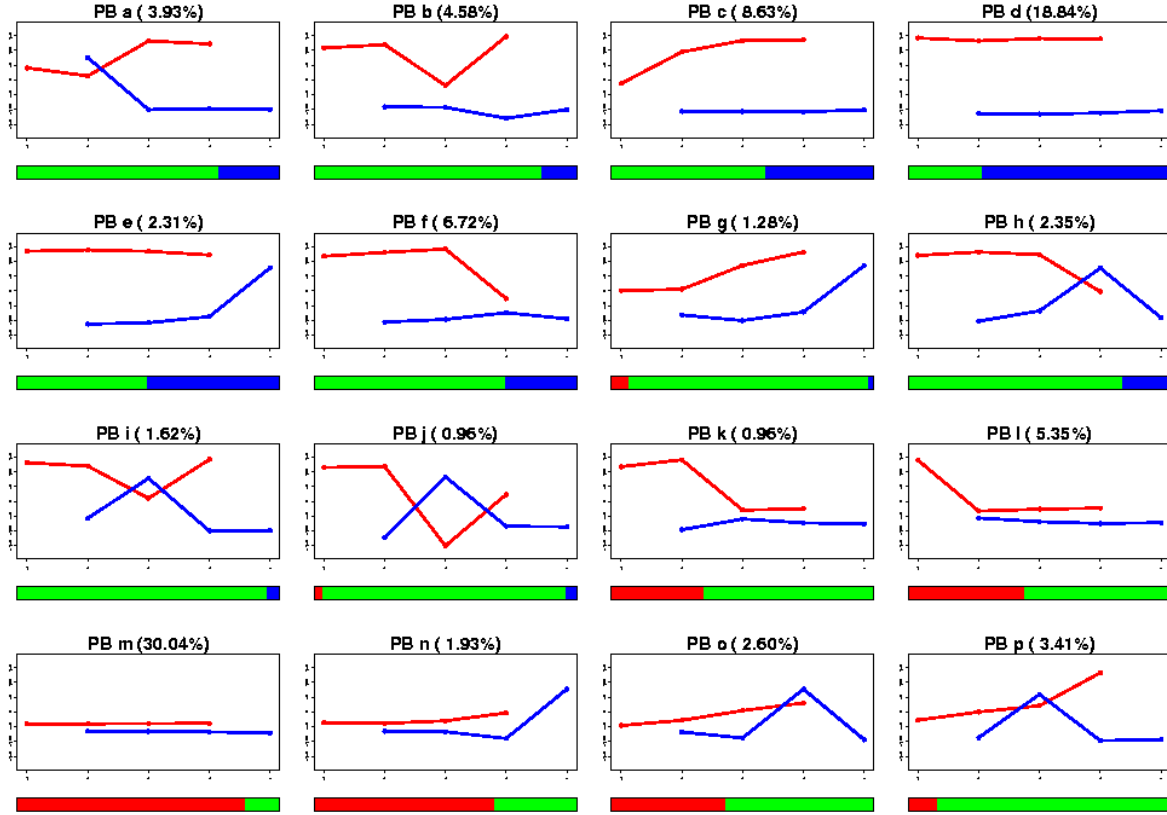 PB a ( 3.93%)
PB b (4.58%)
PB c ( 8.63%)
PB d (18.84%)
PB e ( 2.31%)
PB f ( 6.72%)
PB g ( 1.28%)
PB h ( 2.35%)
PB i ( 1.62%)
PB j ( 0.96%)
PB k ( 0.96%)
PB l ( 5.35%)
PB m (30.04%)
PB n ( 1.93%)
PB o ( 2.60%)
PB p ( 3.41%)